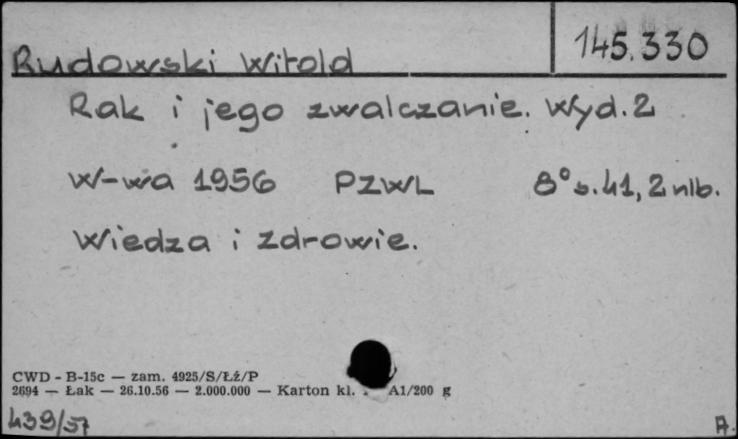 Rudowski Witold 145.330
Rak i jego zwalczanie. Wyd.2
W-wa 1956 PZWL 8° s.41, 2 nlb.
Wiedza i zdrowie.
CWD - B-15c — zam. 4925/S/Łż/P
2694 — Łak — 26.10.56 — 2.000.000 — Karton kl. A1/200 g
439/57 A.